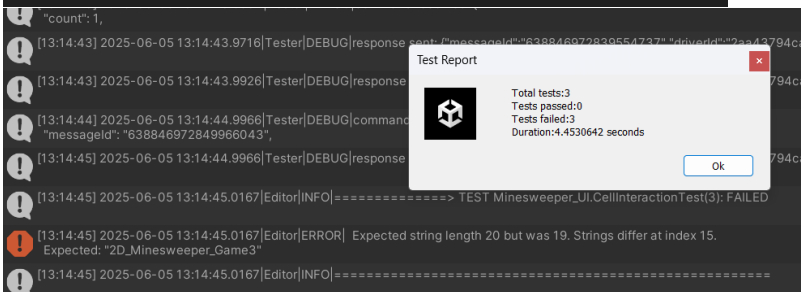 "count": 1,
[13:14:43] 2025-06-05 13:14:43.9716|Tester|DEBUG|response sent: {"messageId":"638846972839554737","driverId":"2aa43794ca
[13:14:43] 2025-06-05 13:14:43.9926|Tester|DEBUG|response
794ca
[13:14:44] 2025-06-05 13:14:44.9966|Tester|DEBUG|command
"messageId": "638846972849966043",
[13:14:45] 2025-06-05 13:14:44.9966|Tester|DEBUG|response
794ca
Test Report
Total tests:3
Tests passed:0
Tests failed:3
Duration:4.4530642 seconds
Ok
[13:14:45] 2025-06-05 13:14:45.0167|Editor|INFO|==============> TEST Minesweeper_UI.CellInteractionTest(3): FAILED
[13:14:45] 2025-06-05 13:14:45.0167|Editor|ERROR| Expected string length 20 but was 19. Strings differ at index 15.
Expected: "2D_Minesweeper_Game3"
[13:14:45] 2025-06-05 13:14:45.0167|Editor|INFO|======================================================